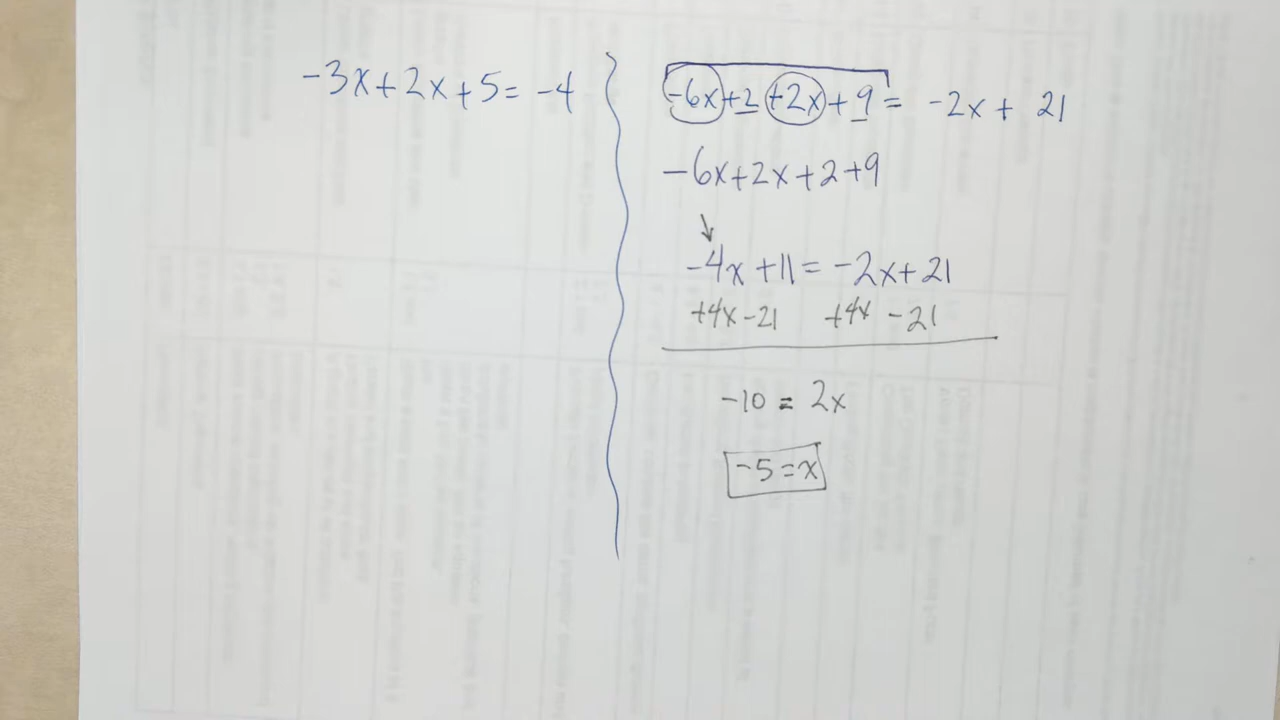 -3x+2x+5= -4
-6x+2+2x+9= -2x+ 21
-6x+2x+2+9
-4x+11=-2x+21
+4x-21 +4x -21
-10 = 2x
-5=x